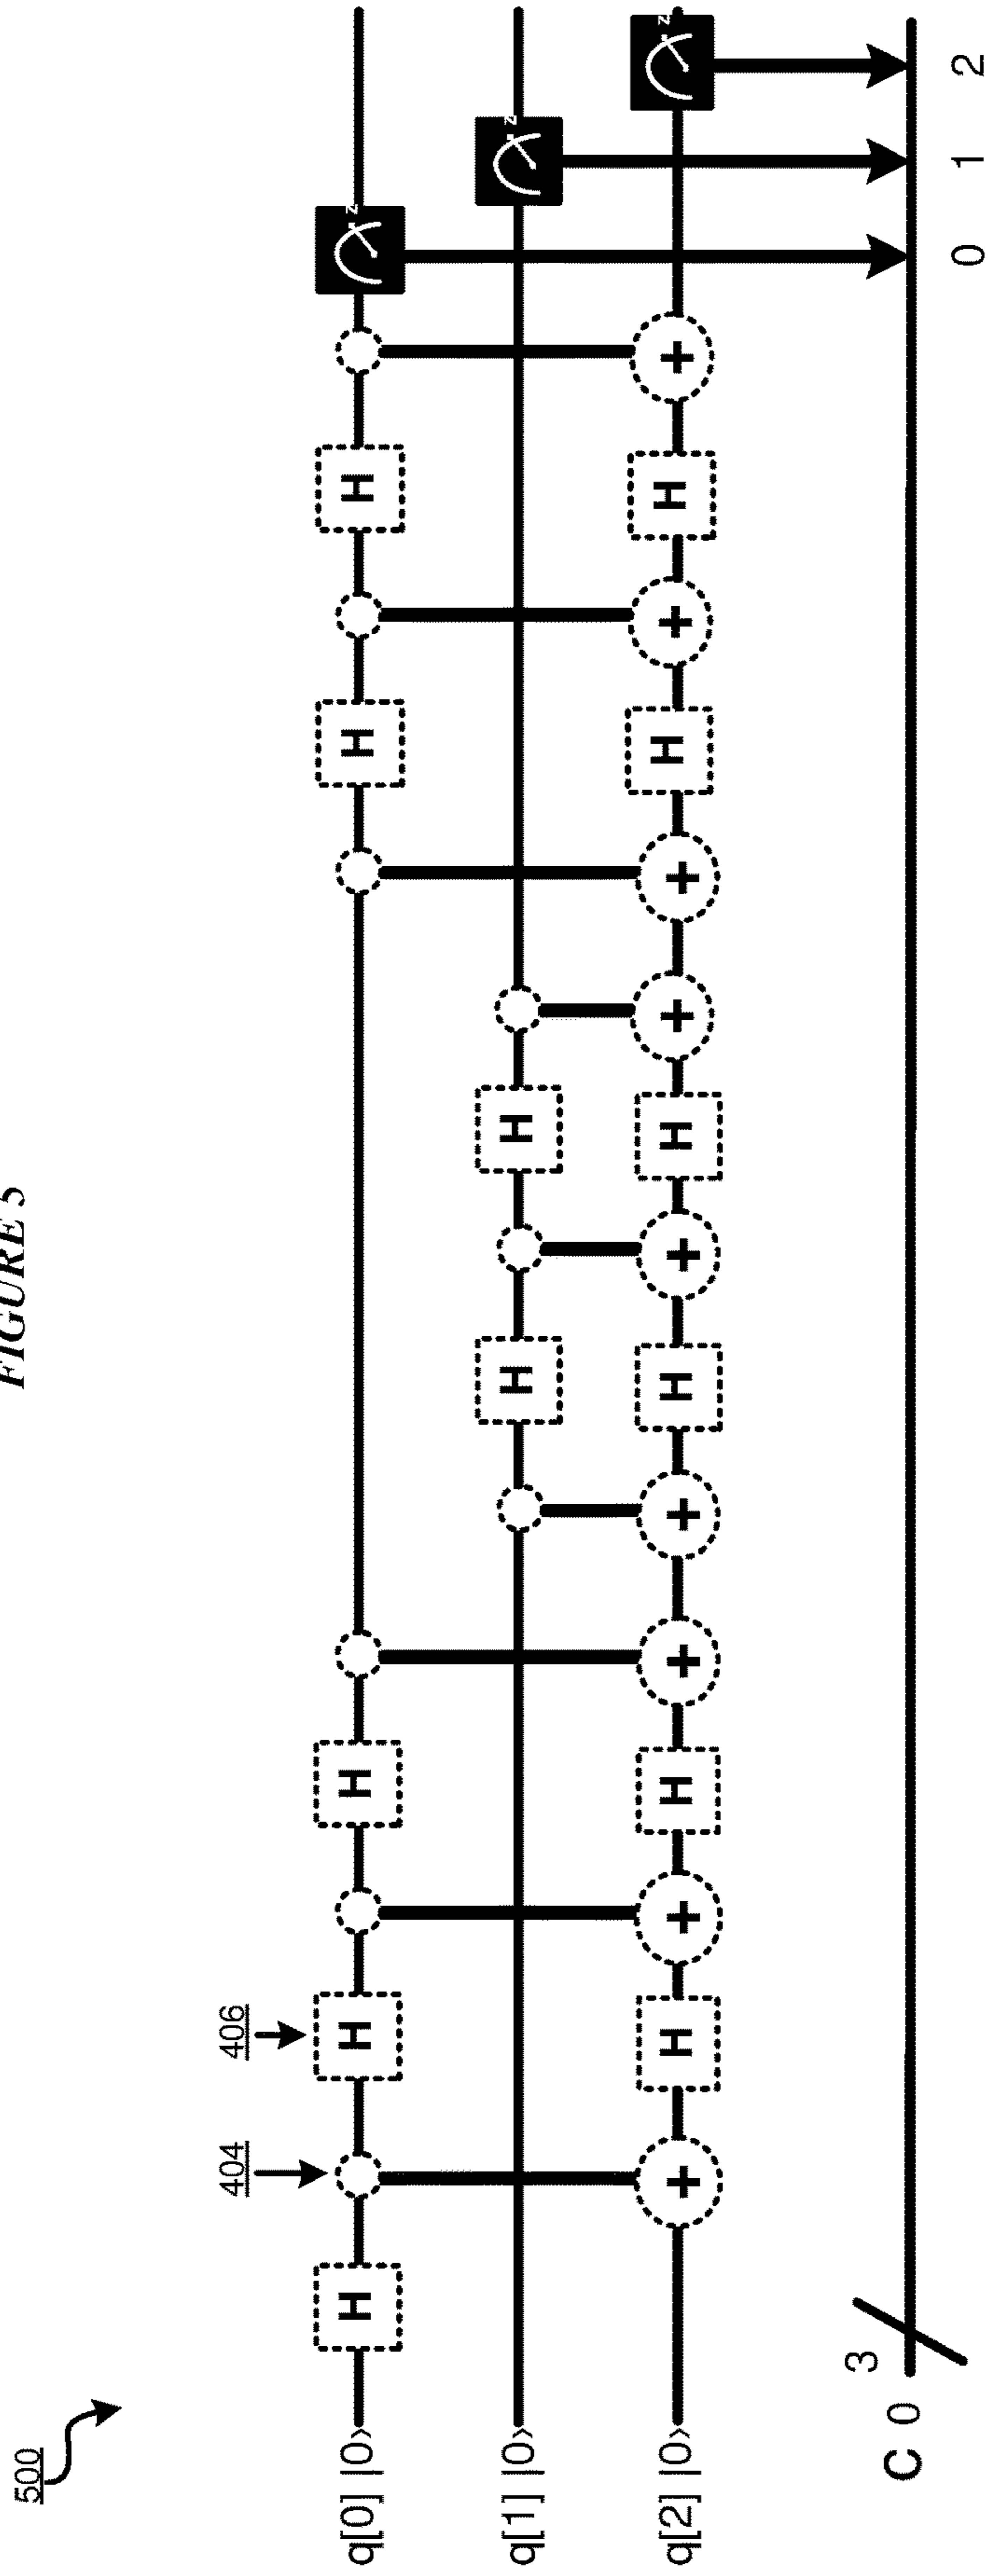 FIGURE 5
500
404 406
q[0] |0⟩ H H H H H z
q[1] |0⟩ H H z
q[2] |0⟩ + H + H + + H + H + + H + H + z
3
C 0
0 1 2